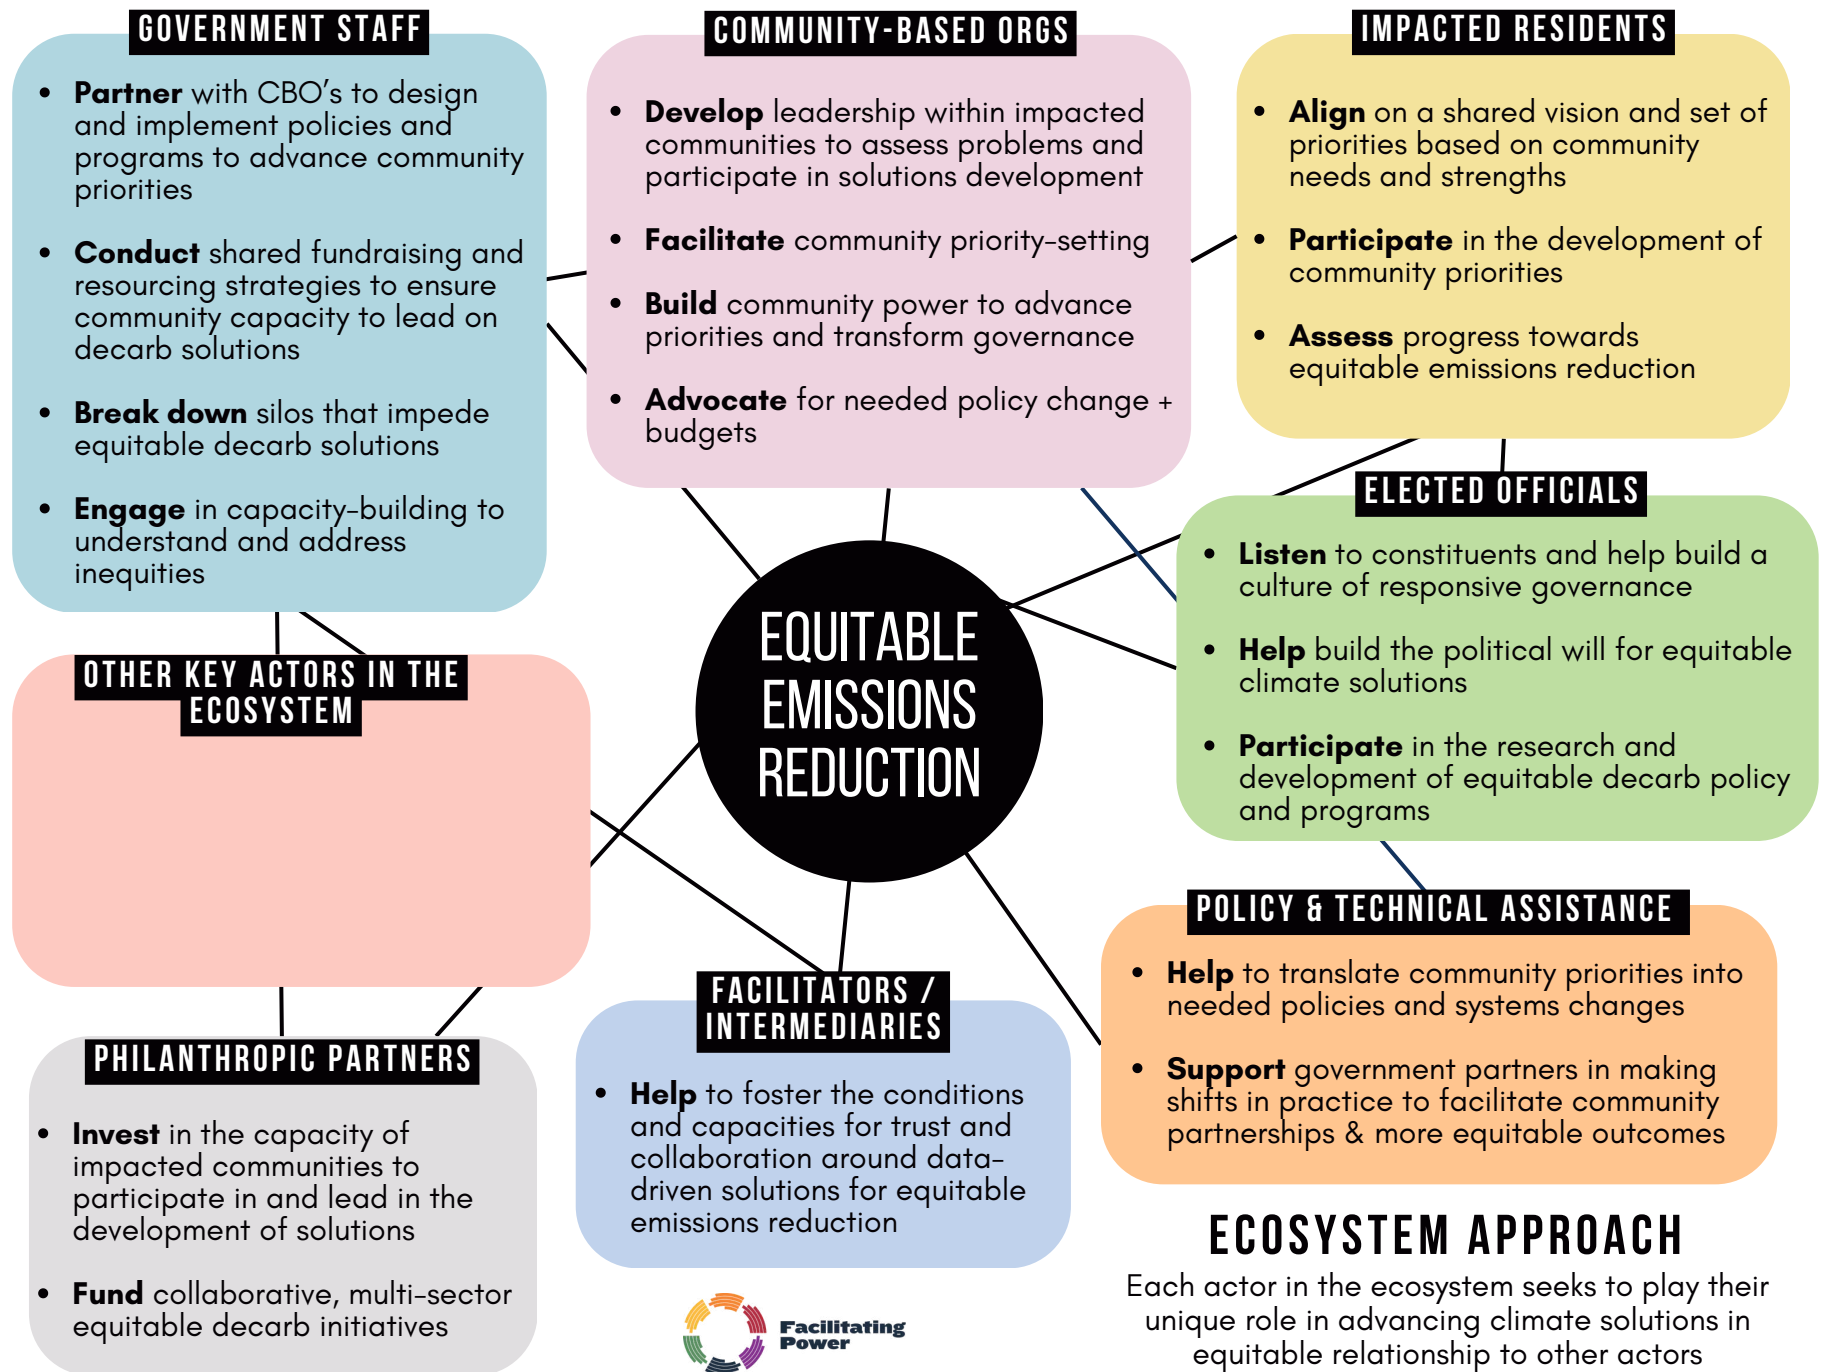 GOVERNMENT STAFF
• Partner with CBO's to design
and implement policies and
programs to advance community
priorities
• Conduct shared fundraising and
resourcing strategies to ensure
community capacity to lead on
decarb solutions
• Break down silos that impede
equitable decarb solutions
• Engage in capacity-building to
understand and address
inequities
COMMUNITY-BASED ORGS
• Develop leadership within impacted
communities to assess problems and
participate in solutions development
• Facilitate community priority-setting
• Build community power to advance
priorities and transform governance
• Advocate for needed policy change +
budgets
IMPACTED RESIDENTS
• Align on a shared vision and set of
priorities based on community
needs and strengths
• Participate in the development of
community priorities
• Assess progress towards
equitable emissions reduction
ELECTED OFFICIALS
• Listen to constituents and help build a
culture of responsive governance
• Help build the political will for equitable
climate solutions
• Participate in the research and
development of equitable decarb policy
and programs
EQUITABLE
EMISSIONS
REDUCTION
OTHER KEY ACTORS IN THE
ECOSYSTEM
POLICY & TECHNICAL ASSISTANCE
• Help to translate community priorities into
needed policies and systems changes
• Support government partners in making
shifts in practice to facilitate community
partnerships & more equitable outcomes
PHILANTHROPIC PARTNERS
• Invest in the capacity of
impacted communities to
participate in and lead in the
development of solutions
• Fund collaborative, multi-sector
equitable decarb initiatives
FACILITATORS /
INTERMEDIARIES
• Help to foster the conditions
and capacities for trust and
collaboration around data-
driven solutions for equitable
emissions reduction
Facilitating
Power
ECOSYSTEM APPROACH
Each actor in the ecosystem seeks to play their
unique role in advancing climate solutions in
equitable relationship to other actors